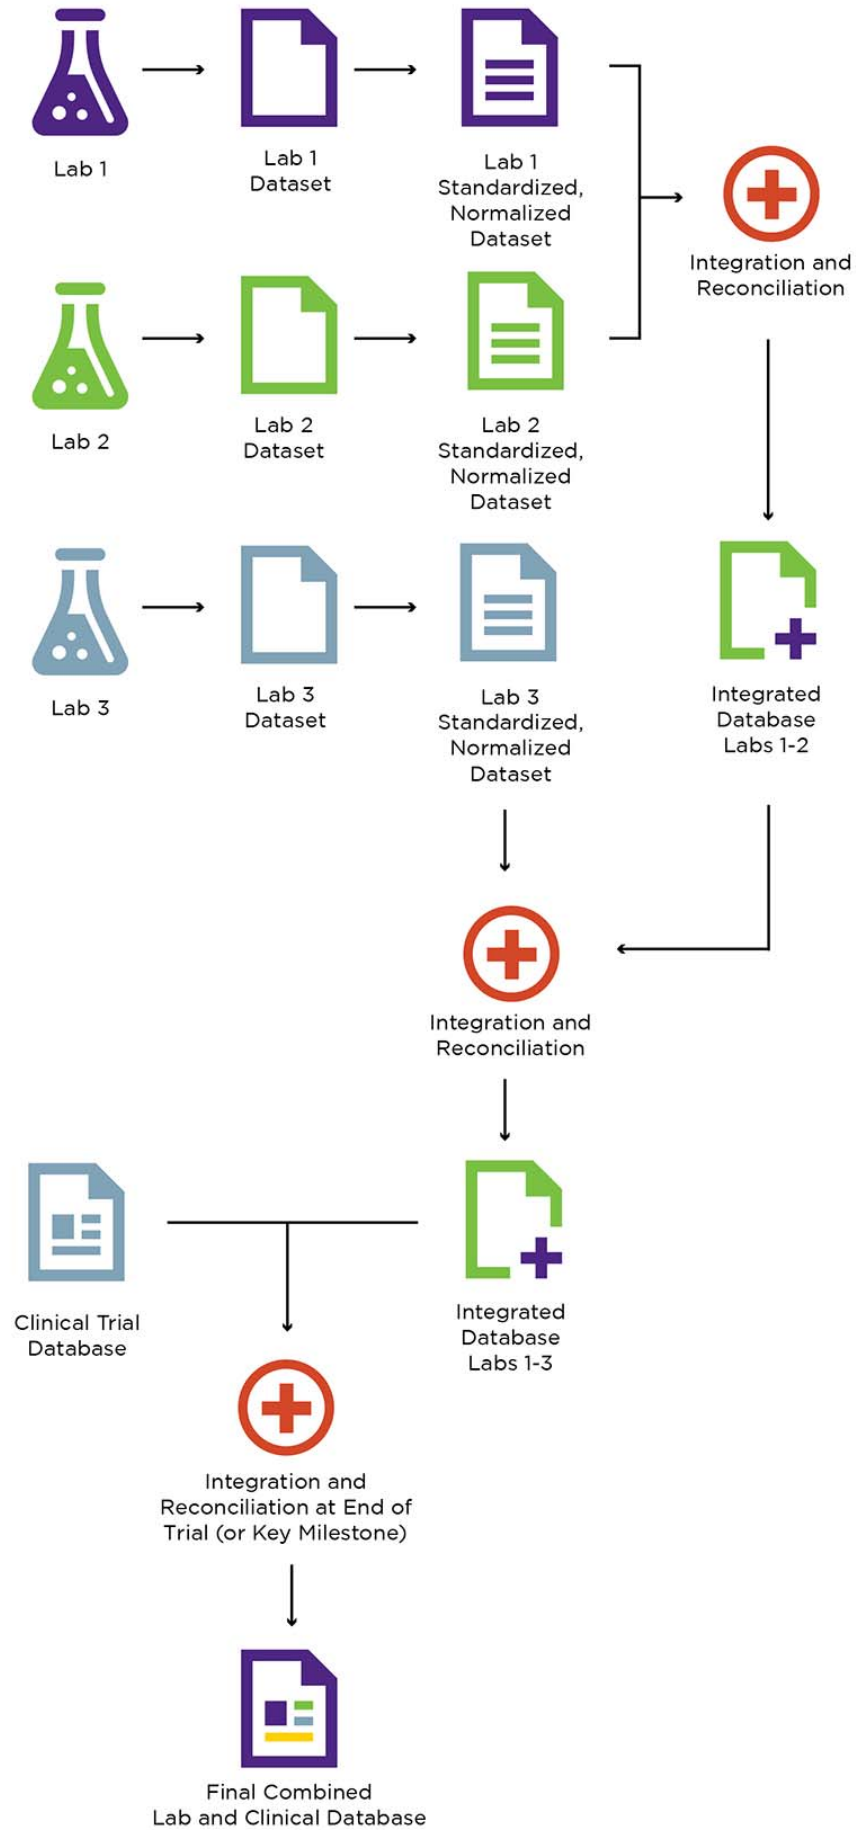 Lab 1
Lab 1
Dataset
Lab 1
Standardized,
Normalized
Dataset
Integration and
Reconciliation
Lab 2
Lab 2
Dataset
Lab 2
Standardized,
Normalized
Dataset
Lab 3
Lab 3
Dataset
Lab 3
Standardized,
Normalized
Dataset
Integrated
Database
Labs 1-2
Integration and
Reconciliation
Clinical Trial
Database
Integrated
Database
Labs 1-3
Integration and
Reconciliation at End of
Trial (or Key Milestone)
Final Combined
Lab and Clinical Database